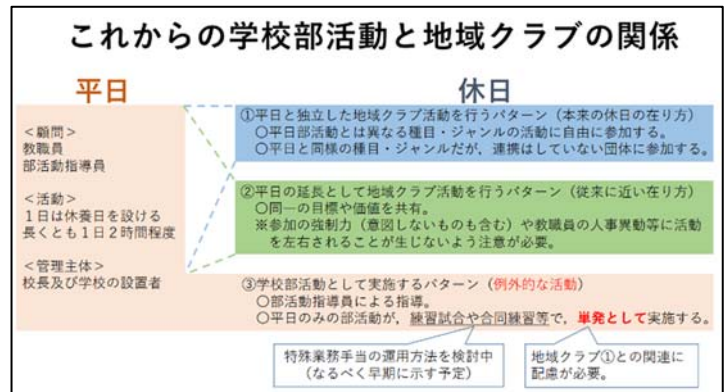 これからの学校部活動と地域クラブの関係
平日
＜顧問＞
教職員
部活動指導員
＜活動＞
１日は休養日を設ける
長くとも１日２時間程度
＜管理主体＞
校長及び学校の設置者
休日
①平日と独立した地域クラブ活動を行うパターン（本来の休日の在り方）
○平日部活動とは異なる種目・ジャンルの活動に自由に参加する。
○平日と同様の種目・ジャンルだが，連携はしていない団体に参加する。
②平日の延長として地域クラブ活動を行うパターン（従来に近い在り方）
○同一の目標や価値を共有。
※参加の強制力（意図しないものも含む）や教職員の人事異動等に活動
を左右されることが生じないよう注意が必要。
③学校部活動として実施するパターン（例外的な活動）
○部活動指導員による指導。
○平日のみの部活動が，練習試合や合同練習等で，単発として実施する。
特殊業務手当の運用方法を検討中
（なるべく早期に示す予定）
地域クラブ①との関連に
配慮が必要。